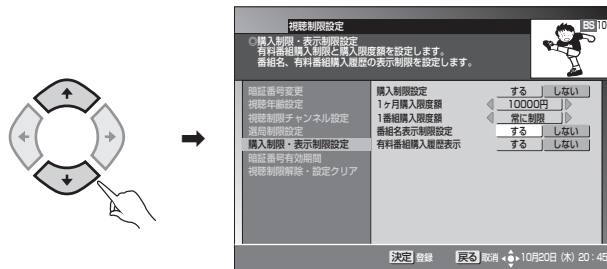 視聴制限設定
BS 10
◎購入制限・表示制限設定
有料番組購入制限と購入限度額を設定します。
番組名、有料番組購入履歴の表示制限を設定します。
暗証番号変更
視聴年齢設定
視聴制限チャンネル設定
選局制限設定
購入制限・表示制限設定
暗証番号有効期間
視聴制限解除・設定クリア
購入制限設定 する しない
1ヶ月購入限度額 10000円
1番組購入限度額 常に制限
番組名表示制限設定 する しない
有料番組購入履歴表示 する しない
決定 登録 戻る 取消 10月20日 (木) 20:45